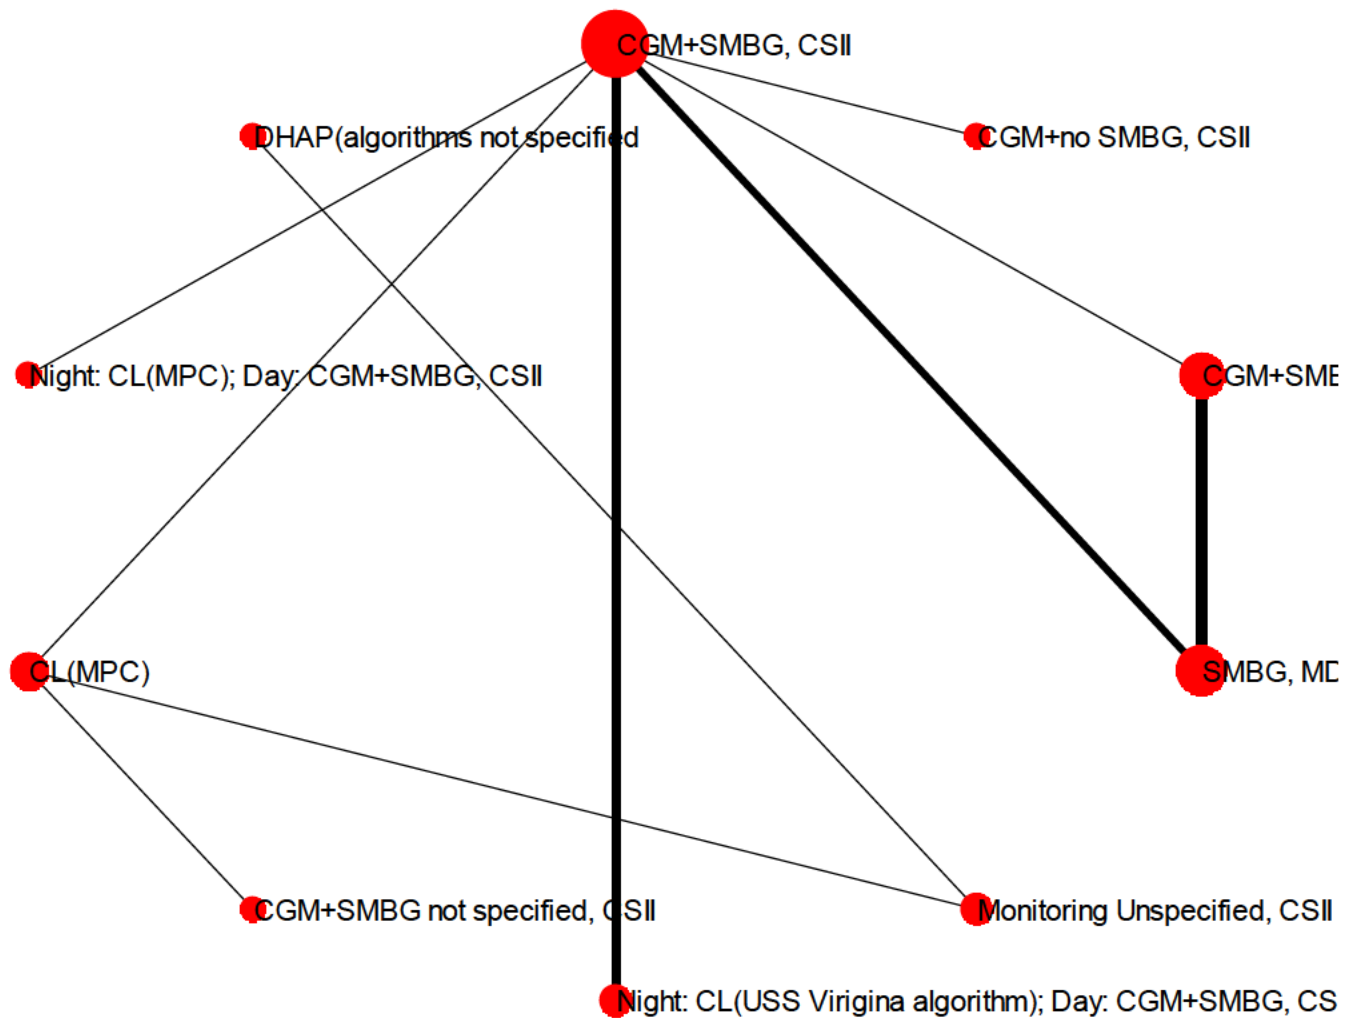 CGM+SMBG, CSII
DHAP(algorithms not specified
CGM+no SMBG, CSII
Night: CL(MPC); Day: CGM+SMBG, CSII
CGM+SME
CL(MPC)
SMBG, MD
CGM+SMBG not specified, CSII
Monitoring Unspecified, CSII
Night: CL(USS Virigina algorithm); Day: CGM+SMBG, CS